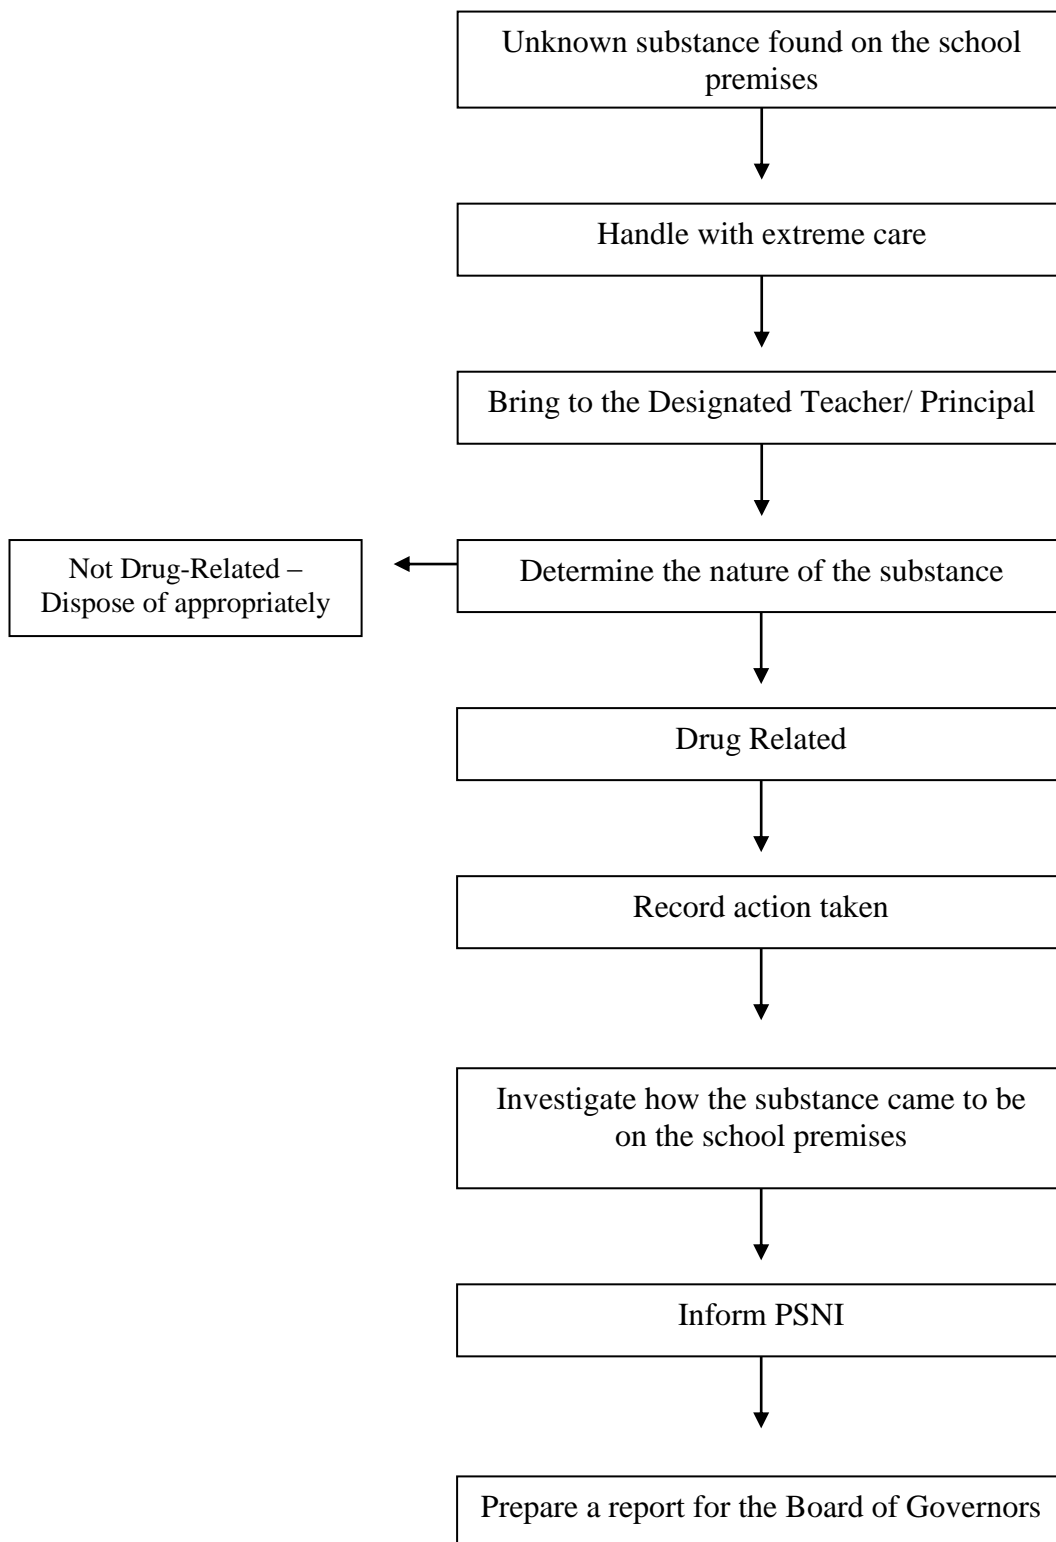 Unknown substance found on the school
premises
Handle with extreme care
Bring to the Designated Teacher/ Principal
Not Drug-Related –
Dispose of appropriately
Determine the nature of the substance
Drug Related
Record action taken
Investigate how the substance came to be
on the school premises
Inform PSNI
Prepare a report for the Board of Governors